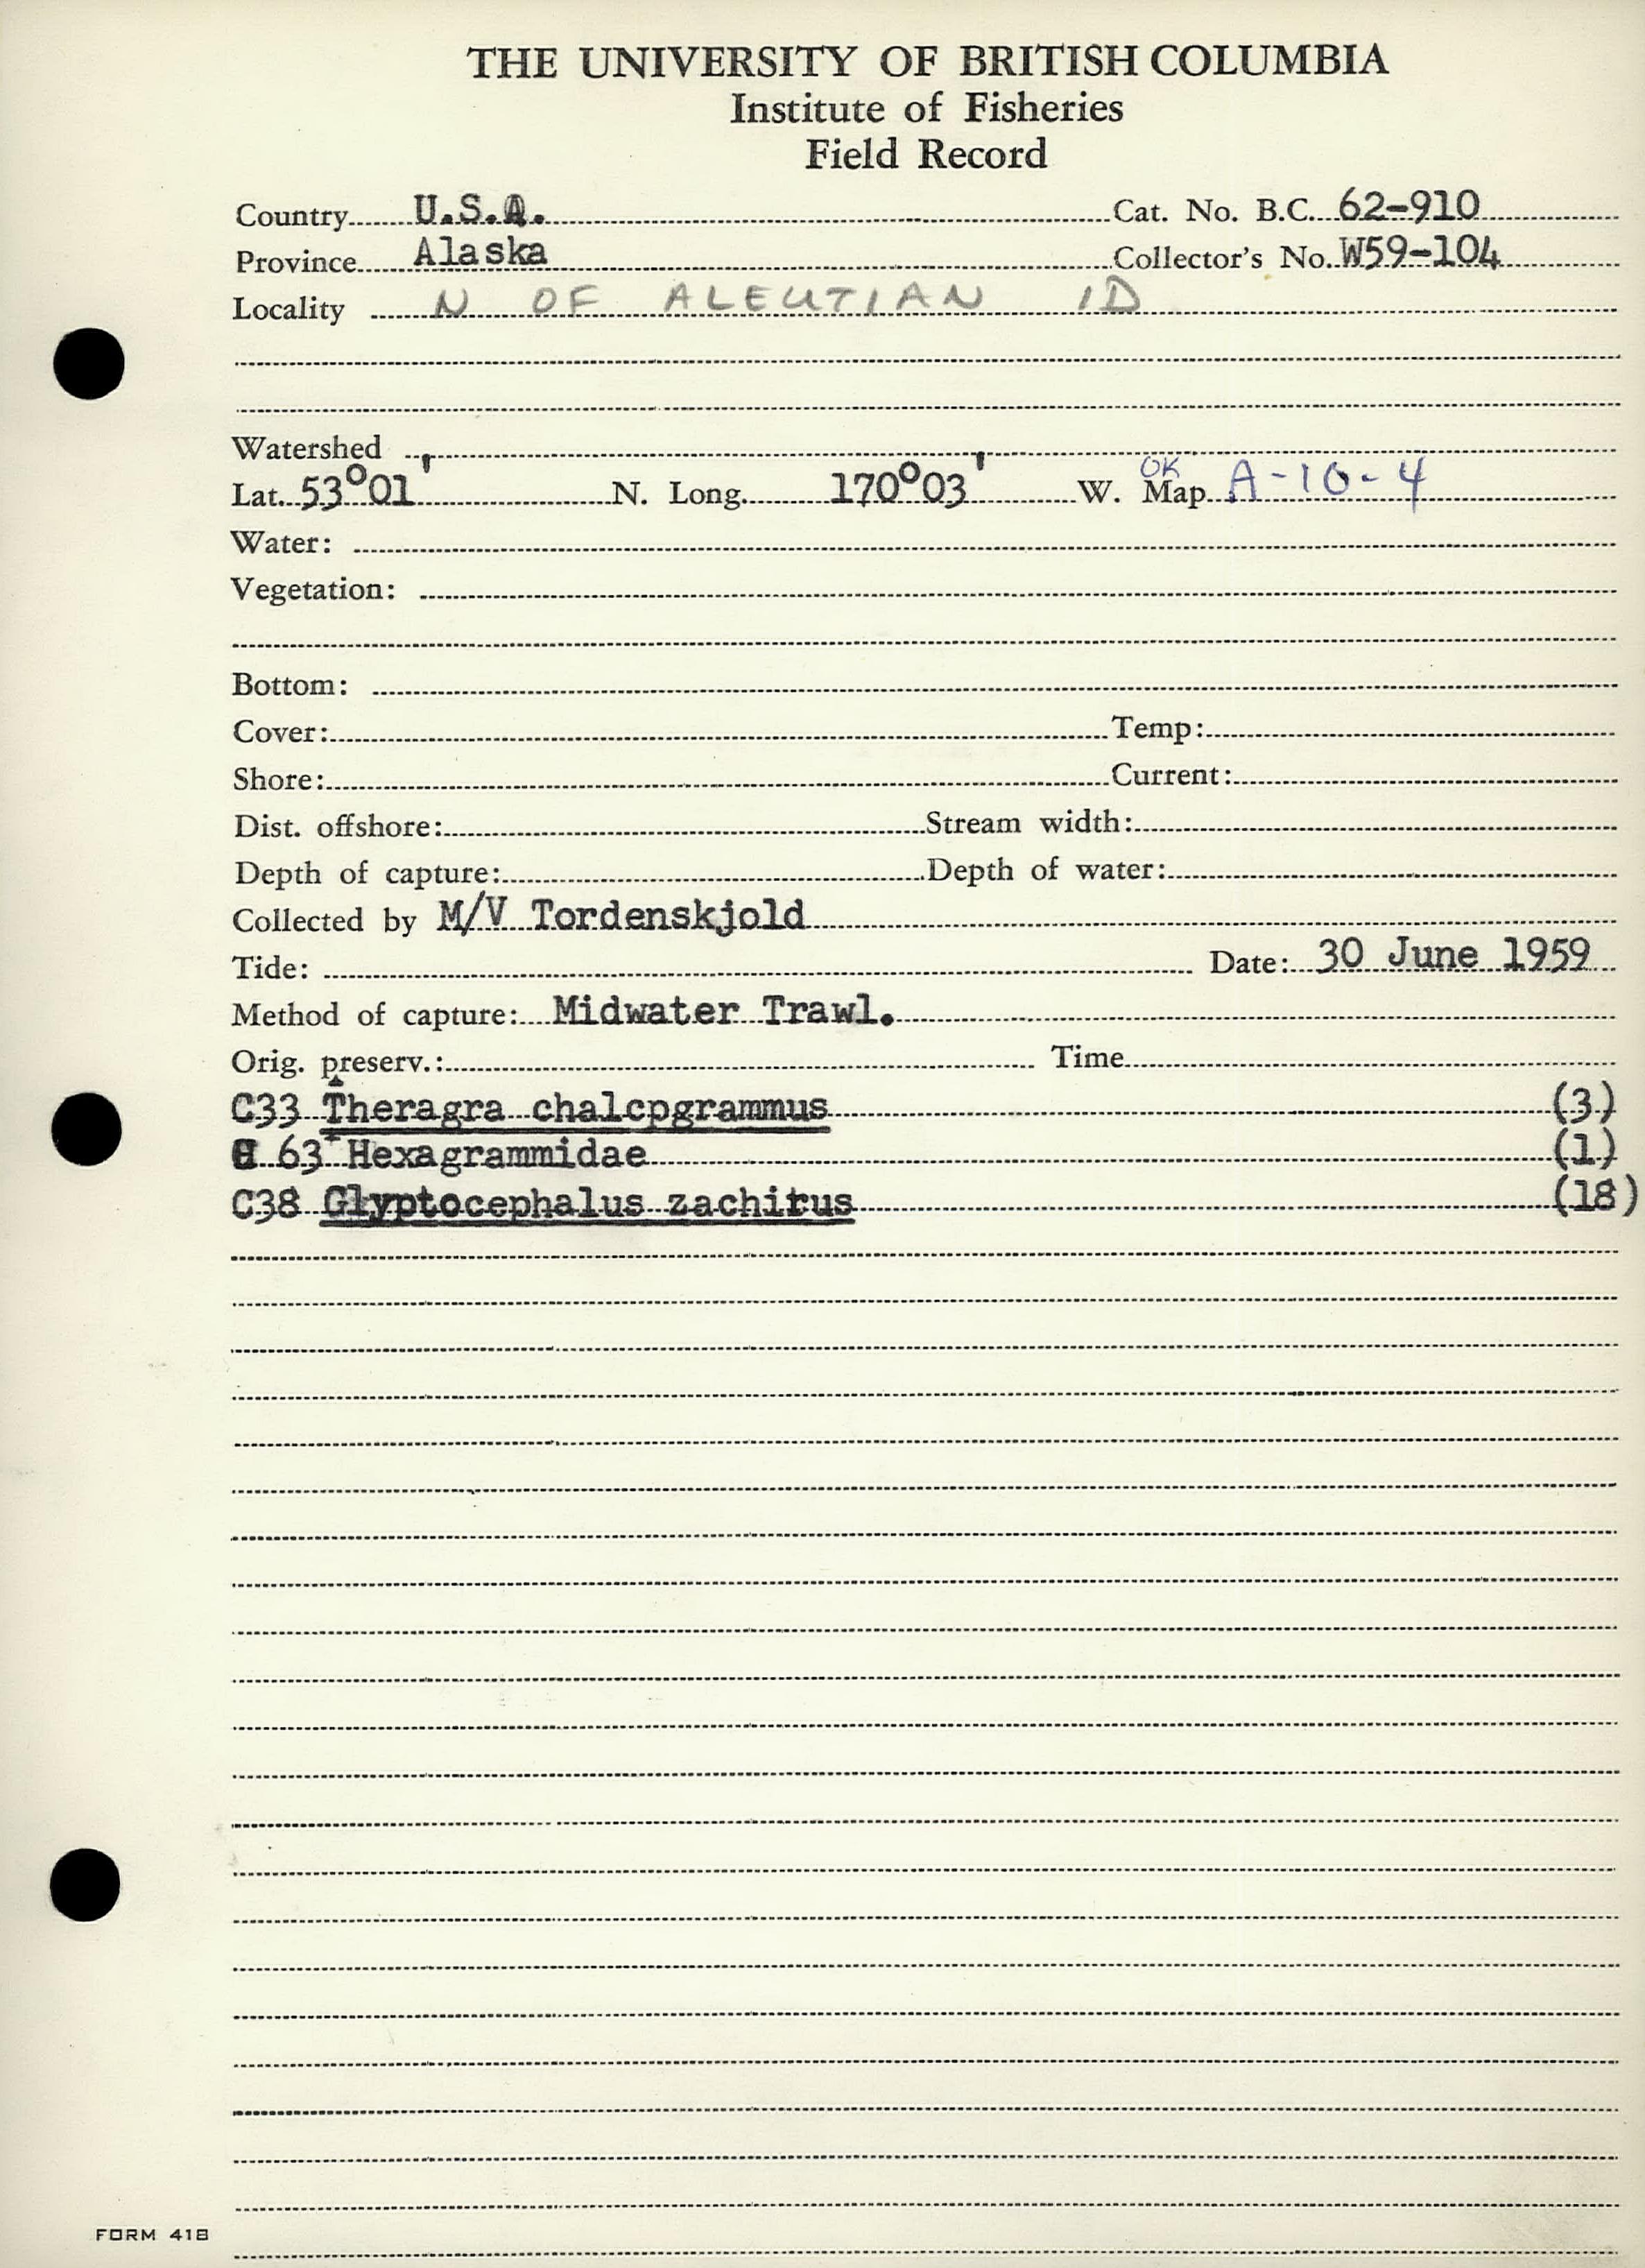 THE UNIVERSITY OF BRITISH COLUMBIA
Institute of Fisheries
Field Record
Country U.S.A. Cat. No. B.C. 62-910
Province Alaska Collector's No. W59-104
Locality N OF ALEUTIAN ID
Watershed
Lat. 53°01' N. Long. 170°03' W. OK Map A-10-4
Water:
Vegetation:
Bottom:
Cover: Temp:
Shore: Current:
Dist. offshore: Stream width:
Depth of capture: Depth of water:
Collected by M/V Tordenskjold
Tide: Date: 30 June 1959
Method of capture: Midwater Trawl.
Orig. preserv.: Time
C33 Theragra chalcpgrammus (3)
63 Hexagrammidae (1)
C38 Glyptocephalus zachirus (18)
FORM 418